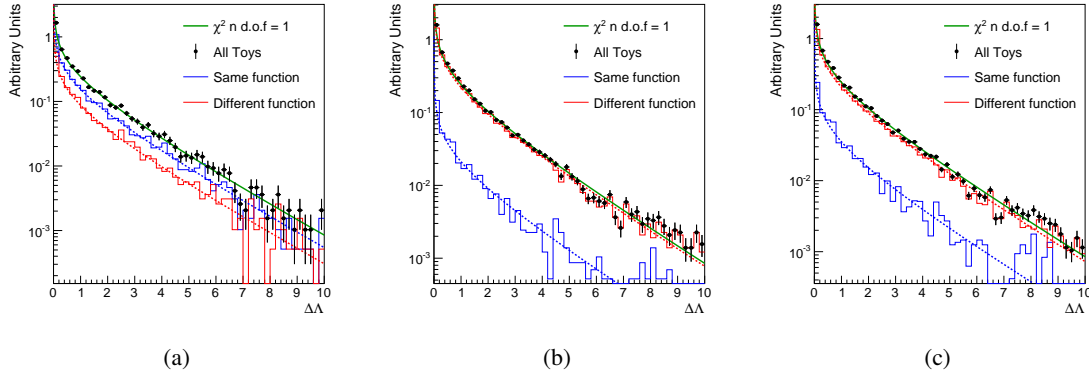 Arbitrary Units
χ² n d.o.f = 1
All Toys
Same function
Different function
1
10⁻¹
10⁻²
10⁻³
0 1 2 3 4 5 6 7 8 9 10
ΔΛ
(a)
Arbitrary Units
χ² n d.o.f = 1
All Toys
Same function
Different function
1
10⁻¹
10⁻²
10⁻³
0 1 2 3 4 5 6 7 8 9 10
ΔΛ
(b)
Arbitrary Units
χ² n d.o.f = 1
All Toys
Same function
Different function
1
10⁻¹
10⁻²
10⁻³
0 1 2 3 4 5 6 7 8 9 10
ΔΛ
(c)